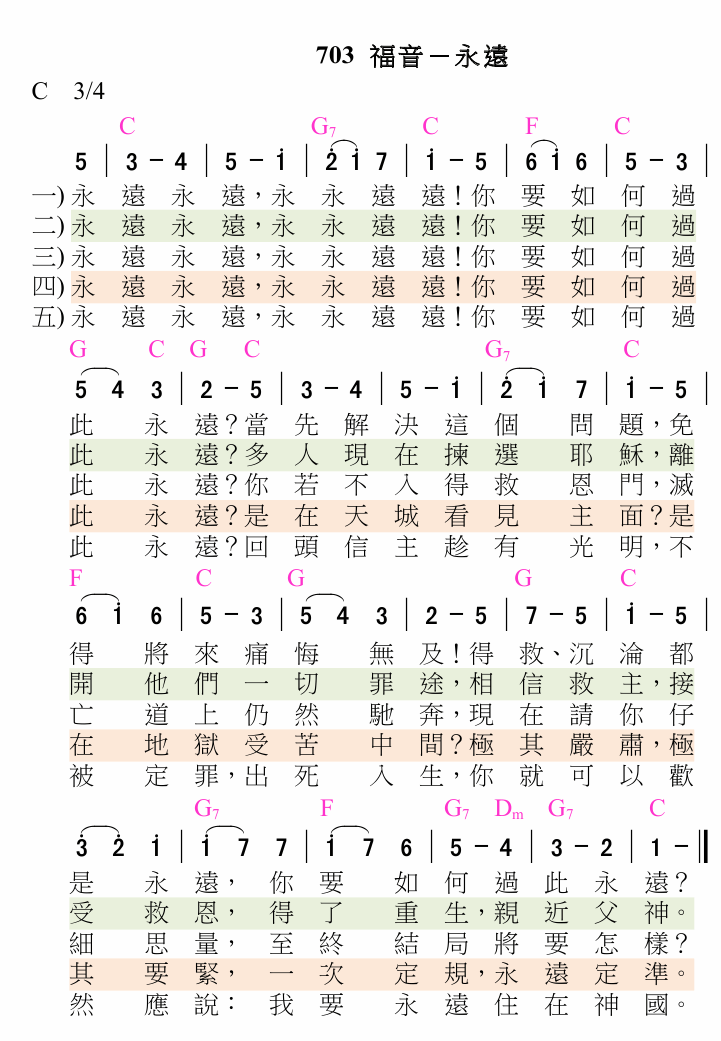 703 福音－永遠
C 3/4
C G7 C F C
5 | 3 - 4 | 5 - i̇ | 2̇ i̇ 7 | i̇ - 5 | 6 i̇ 6 | 5 - 3 |
一) 永 遠 永 遠，永 永 遠 遠！你 要 如 何 過
二) 永 遠 永 遠，永 永 遠 遠！你 要 如 何 過
三) 永 遠 永 遠，永 永 遠 遠！你 要 如 何 過
四) 永 遠 永 遠，永 永 遠 遠！你 要 如 何 過
五) 永 遠 永 遠，永 永 遠 遠！你 要 如 何 過
G C G C G7 C
5 4 3 | 2 - 5 | 3 - 4 | 5 - i̇ | 2̇ i̇ 7 | i̇ - 5 |
此 永 遠？當 先 解 決 這 個 問 題，免
此 永 遠？多 人 現 在 揀 選 耶 穌，離
此 永 遠？你 若 不 入 得 救 恩 門，滅
此 永 遠？是 在 天 城 看 見 主 面？是
此 永 遠？回 頭 信 主 趁 有 光 明，不
F C G G C
6 i̇ 6 | 5 - 3 | 5 4 3 | 2 - 5 | 7 - 5 | i̇ - 5 |
得 將 來 痛 悔 無 及！得 救、沉 淪 都
開 他 們 一 切 罪 途，相 信 救 主，接
亡 道 上 仍 然 馳 奔，現 在 請 你 仔
在 地 獄 受 苦 中 間？極 其 嚴 肅，極
被 定 罪，出 死 入 生，你 就 可 以 歡
G7 F G7 Dm G7 C
3̇ 2̇ i̇ | i̇ 7 7 | i̇ 7 6 | 5 - 4 | 3 - 2 | 1 - ‖
是 永 遠， 你 要 如 何 過 此 永 遠？
受 救 恩， 得 了 重 生，親 近 父 神。
細 思 量， 至 終 結 局 將 要 怎 樣？
其 要 緊， 一 次 定 規，永 遠 定 準。
然 應 說： 我 要 永 遠 住 在 神 國。